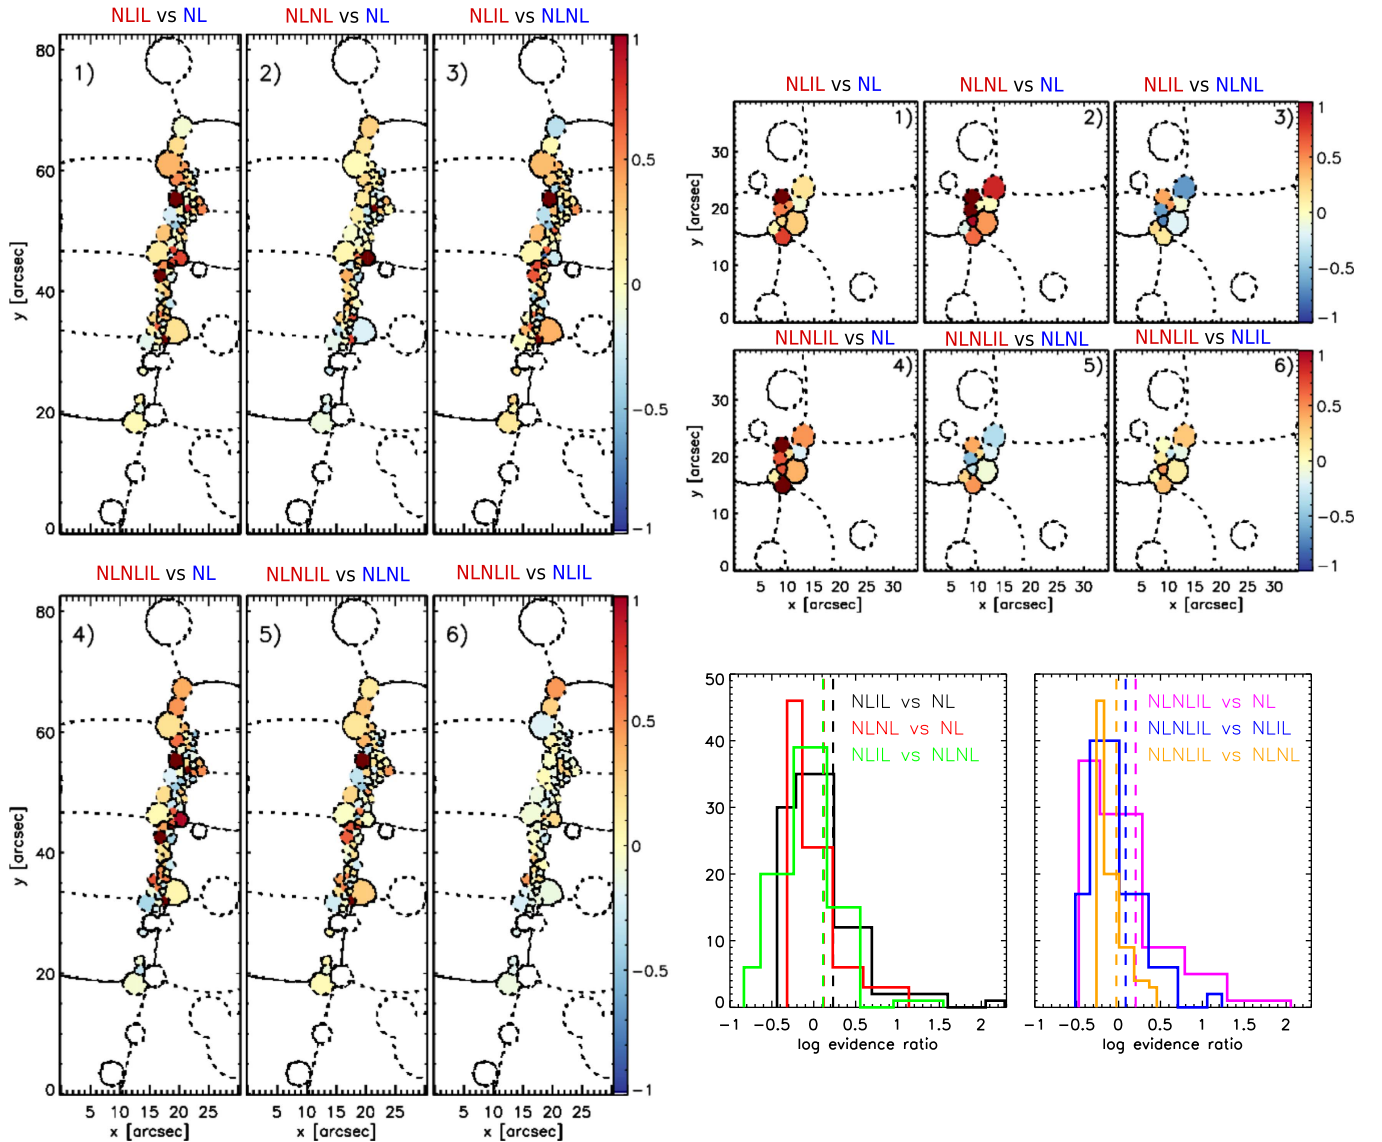 NLIL vs NL
NLNL vs NL
NLIL vs NLNL
1)
2)
3)
80
60
40
20
0
y [arcsec]
1
0.5
0
−0.5
−1
NLNLIL vs NL
NLNLIL vs NLNL
NLNLIL vs NLIL
4)
5)
6)
80
60
40
20
0
y [arcsec]
1
0.5
0
−0.5
−1
5 10 15 20 25
5 10 15 20 25
5 10 15 20 25
x [arcsec]
x [arcsec]
x [arcsec]
NLIL vs NL
NLNL vs NL
NLIL vs NLNL
1)
2)
3)
30
20
10
0
y [arcsec]
1
0.5
0
−0.5
−1
NLNLIL vs NL
NLNLIL vs NLNL
NLNLIL vs NLIL
4)
5)
6)
30
20
10
0
y [arcsec]
1
0.5
0
−0.5
−1
5 10 15 20 25 30
5 10 15 20 25 30
5 10 15 20 25 30
x [arcsec]
x [arcsec]
x [arcsec]
50
40
30
20
10
0
NLIL vs NL
NLNL vs NL
NLIL vs NLNL
−1 −0.5 0 0.5 1 1.5 2
log evidence ratio
NLNLIL vs NL
NLNLIL vs NLIL
NLNLIL vs NLNL
−1 −0.5 0 0.5 1 1.5 2
log evidence ratio